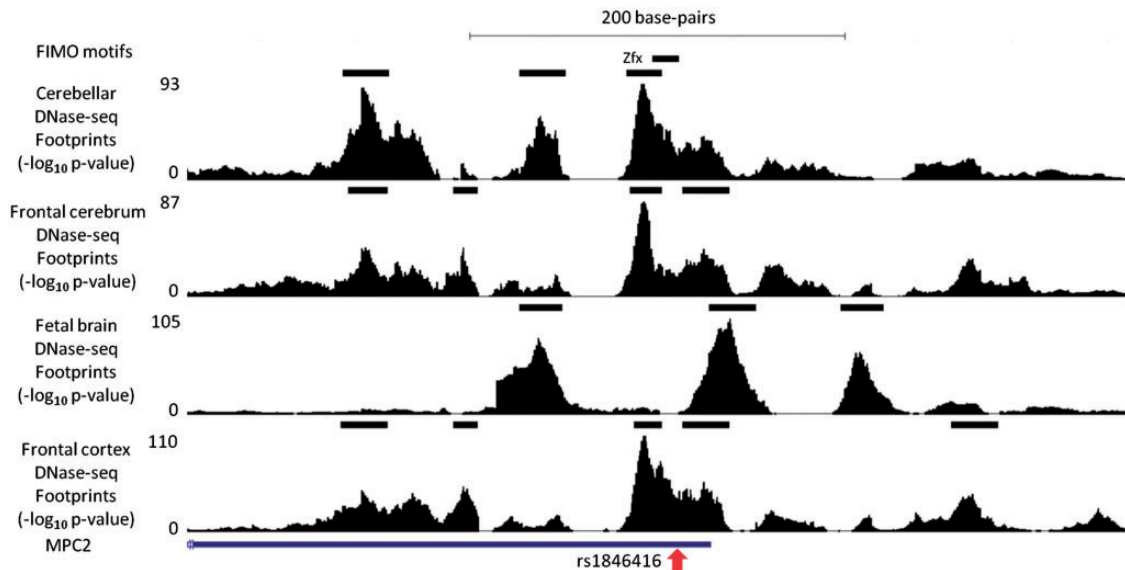 200 base-pairs
FIMO motifs
Zfx
Cerebellar
DNase-seq
Footprints
(-log10 p-value)
93
0
Frontal cerebrum
DNase-seq
Footprints
(-log10 p-value)
87
0
Fetal brain
DNase-seq
Footprints
(-log10 p-value)
105
0
Frontal cortex
DNase-seq
Footprints
(-log10 p-value)
110
0
MPC2
rs1846416